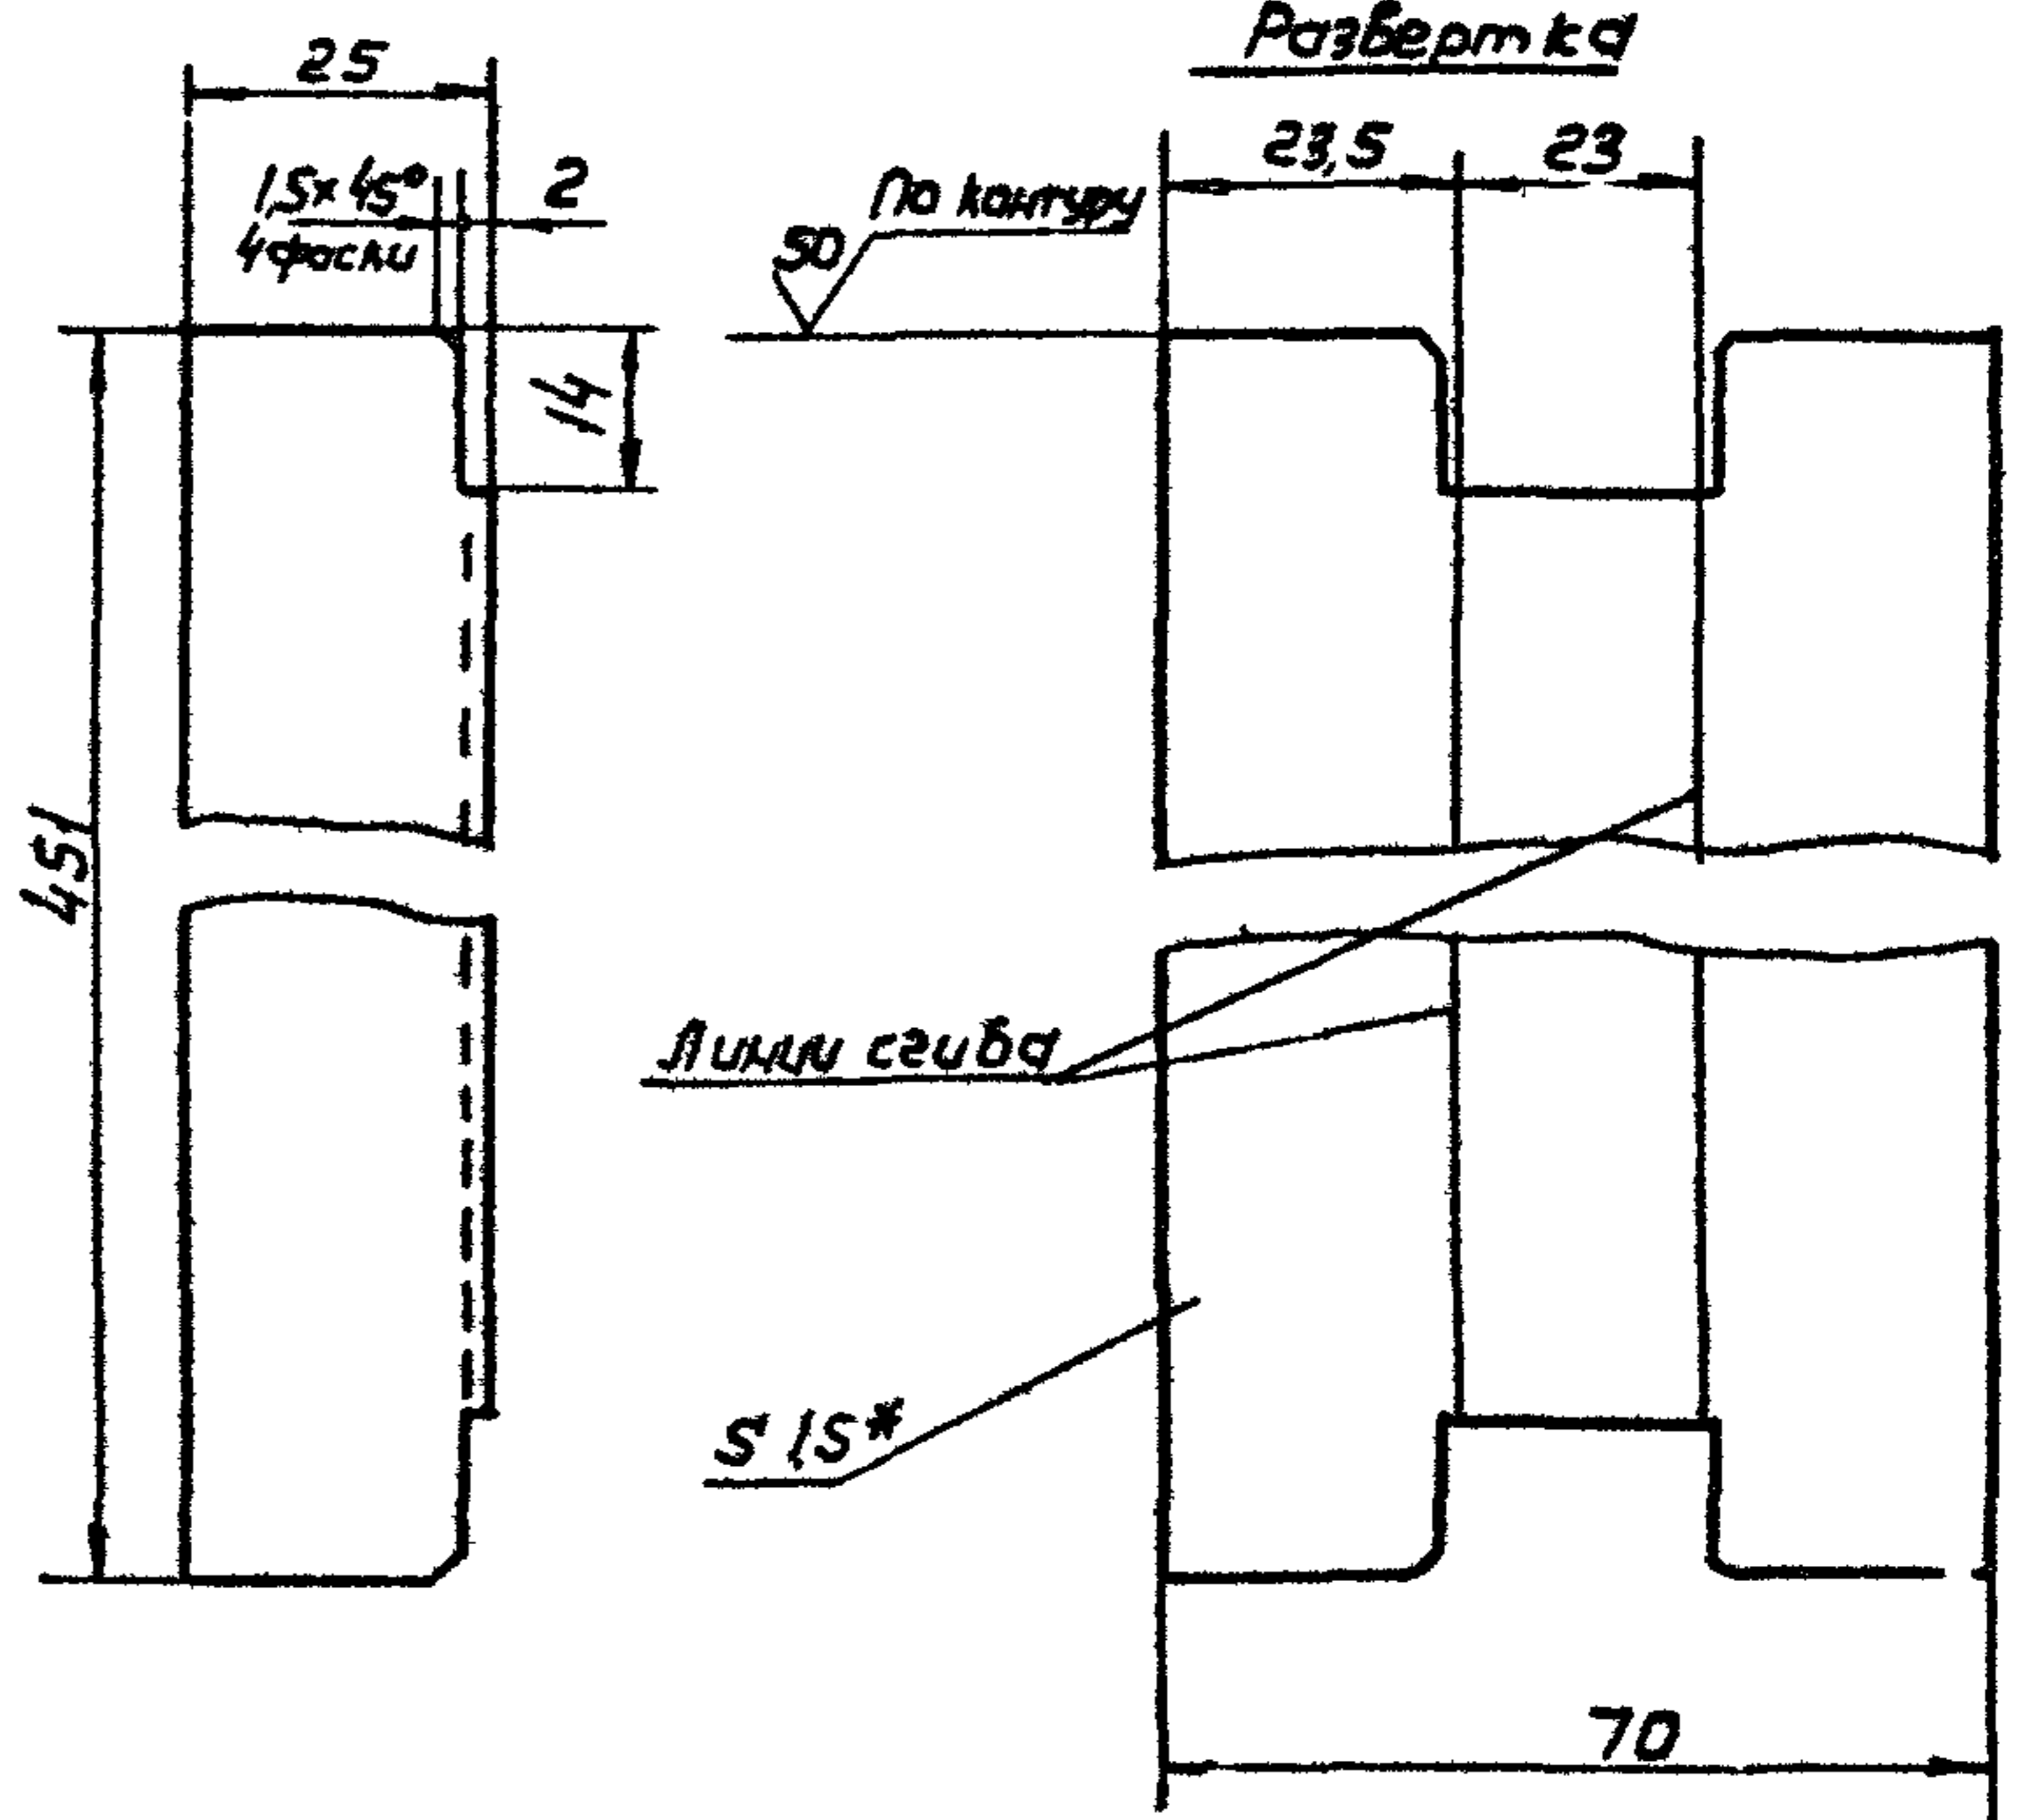 Развертка
25
23,5
23
1,5×45°
4 фаски
2
По контуру
50
14
451
Линии сгиба
S 1,5*
70